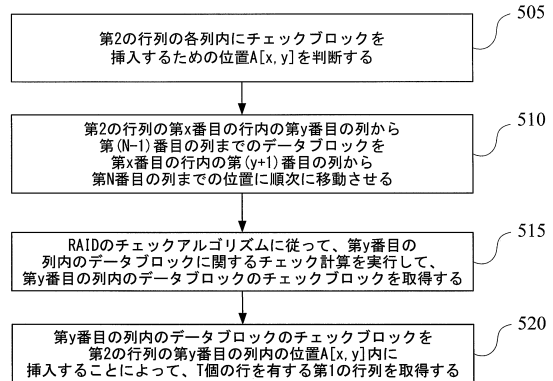 505
第2の行列の各列内にチェックブロックを
挿入するための位置A[x,y]を判断する
510
第2の行列の第x番目の行内の第y番目の列から
第(N-1)番目の列までのデータブロックを
第x番目の行内の第(y+1)番目の列から
第N番目の列までの位置に順次に移動させる
515
RAIDのチェックアルゴリズムに従って、第y番目の
列内のデータブロックに関するチェック計算を実行して、
第y番目の列内のデータブロックのチェックブロックを取得する
520
第y番目の列内のデータブロックのチェックブロックを
第2の行列の第y番目の列内の位置A[x,y]内に
挿入することによって、T個の行を有する第1の行列を取得する